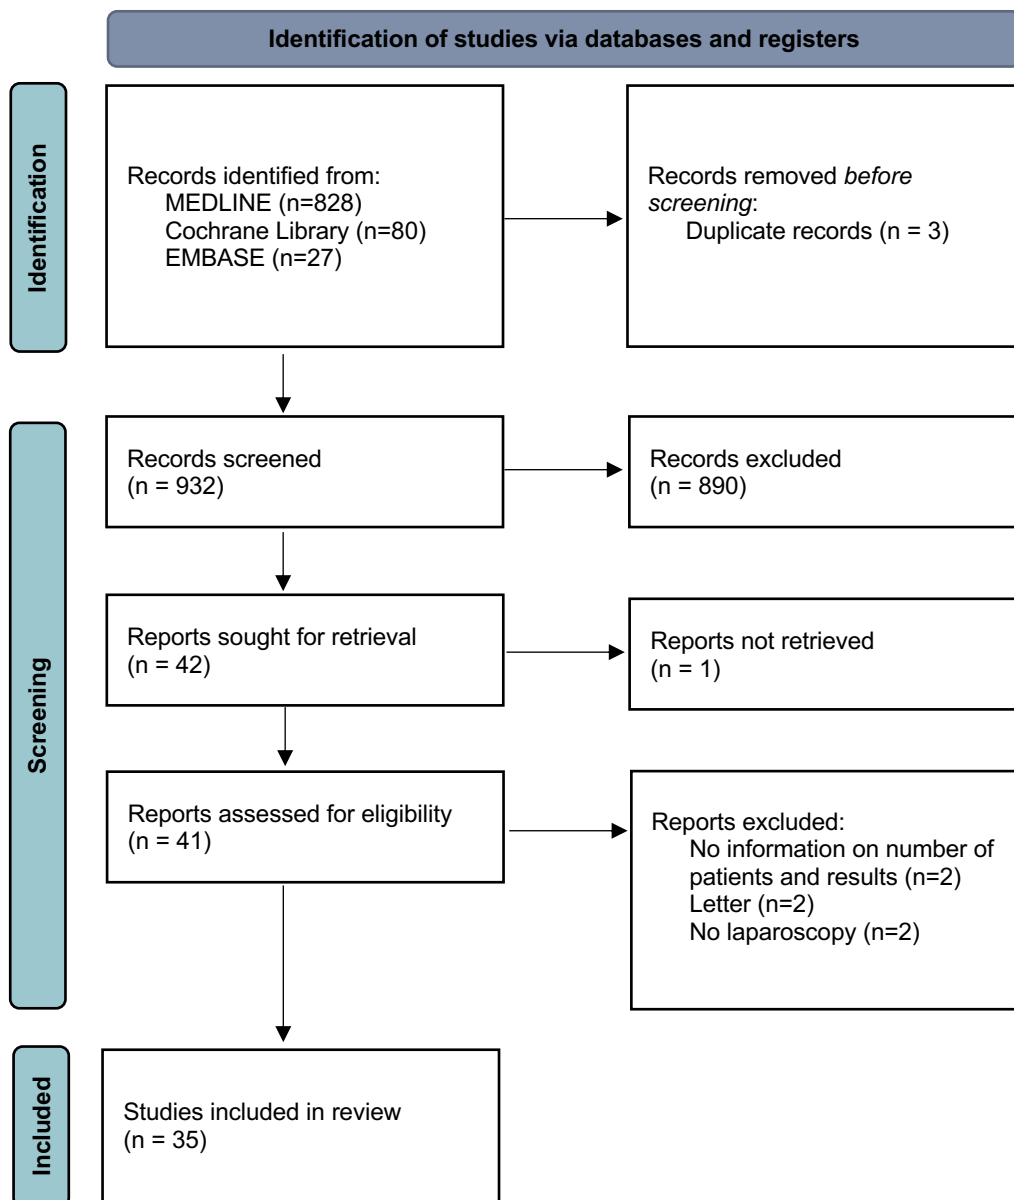 Identification of studies via databases and registers
Identification
Records identified from:
MEDLINE (n=828)
Cochrane Library (n=80)
EMBASE (n=27)
Records removed before
screening:
Duplicate records (n = 3)
Screening
Records screened
(n = 932)
Records excluded
(n = 890)
Reports sought for retrieval
(n = 42)
Reports not retrieved
(n = 1)
Reports assessed for eligibility
(n = 41)
Reports excluded:
No information on number of
patients and results (n=2)
Letter (n=2)
No laparoscopy (n=2)
Included
Studies included in review
(n = 35)